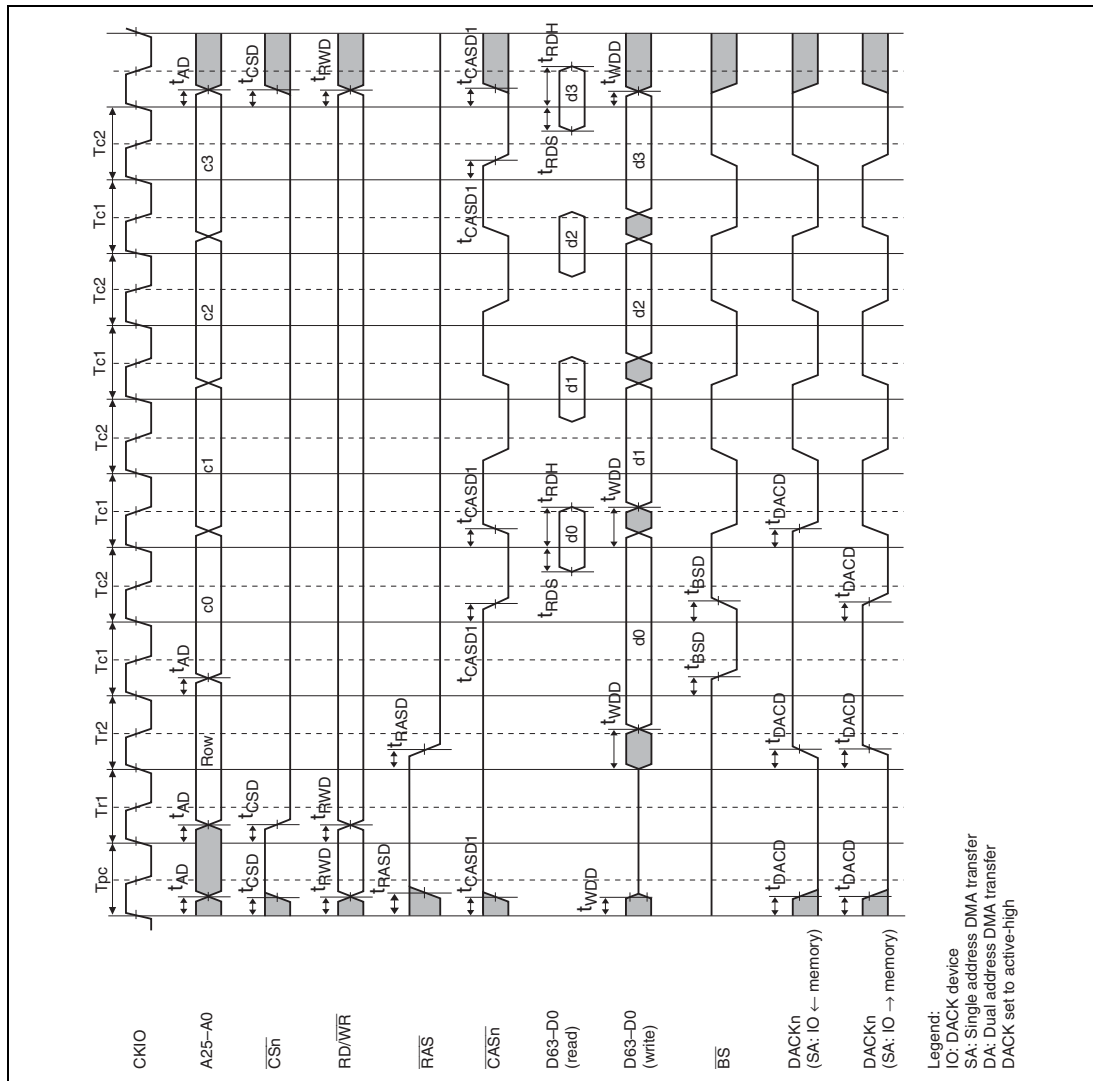 Tpc Tr1 Tr2 Tc1 Tc2 Tc1 Tc2 Tc1 Tc2 Tc1 Tc2
CKIO
tAD tAD tAD tAD
A25–A0 Row c0 c1 c2 c3
tCSD tCSD tCSD
CSn
tRWD tRWD tRWD
RD/WR
tRASD tRASD
RAS
tCASD1 tCASD1 tCASD1 tCASD1 tCASD1
CASn
tRDS tRDH tRDS tRDH
D63–D0 d0 d1 d2 d3
(read)
tWDD tWDD tWDD tWDD
D63–D0 d0 d1 d2 d3
(write)
tBSD tBSD
BS
tDACD tDACD tDACD
DACKn
(SA: IO ← memory)
tDACD tDACD tDACD
DACKn
(SA: IO → memory)
Legend:
IO: DACK device
SA: Single address DMA transfer
DA: Dual address DMA transfer
DACK set to active-high